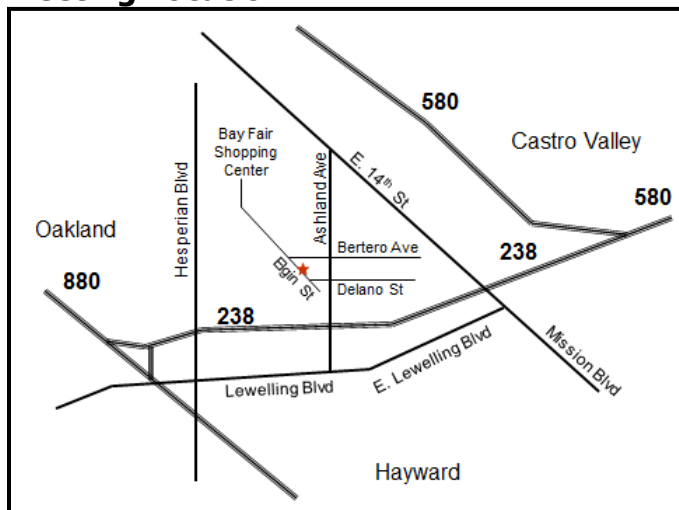 580
Castro Valley
580
Bay Fair
Shopping
Center
E. 14th St
Ashland Ave
Hesperian Blvd
Oakland
Bertero Ave
238
Elgin St
880
Delano St
238
Mission Blvd
E. Lewelling Blvd
Lewelling Blvd
Hayward